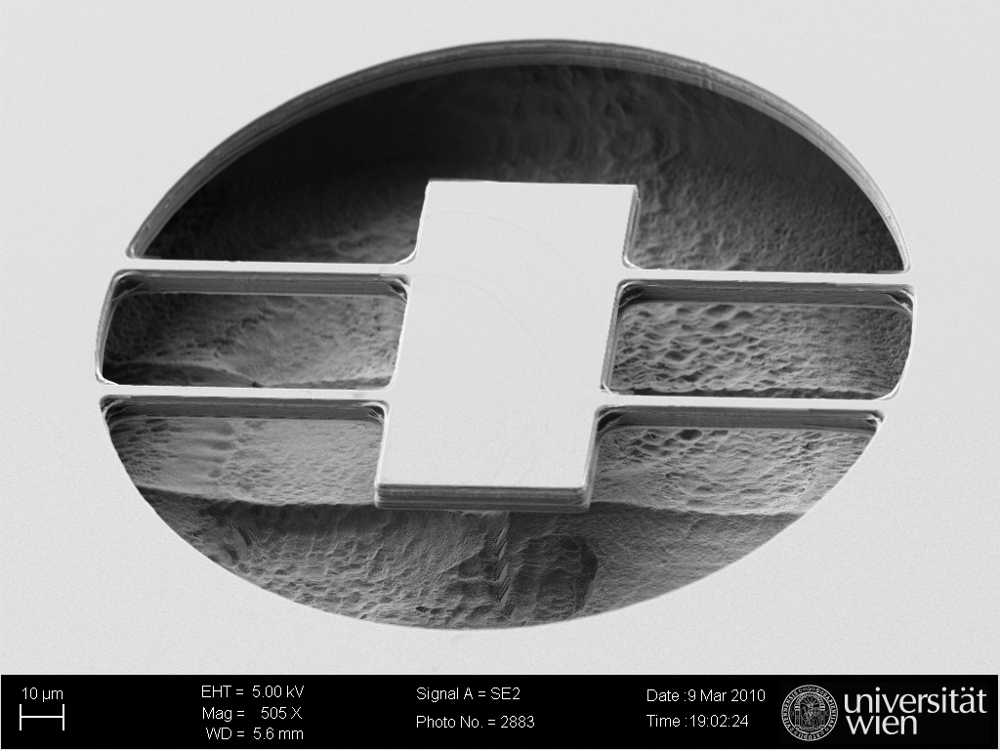 10 µm
EHT = 5.00 kV
Mag = 505 X
WD = 5.6 mm
Signal A = SE2
Photo No. = 2883
Date :9 Mar 2010
Time :19:02:24
universität
wien